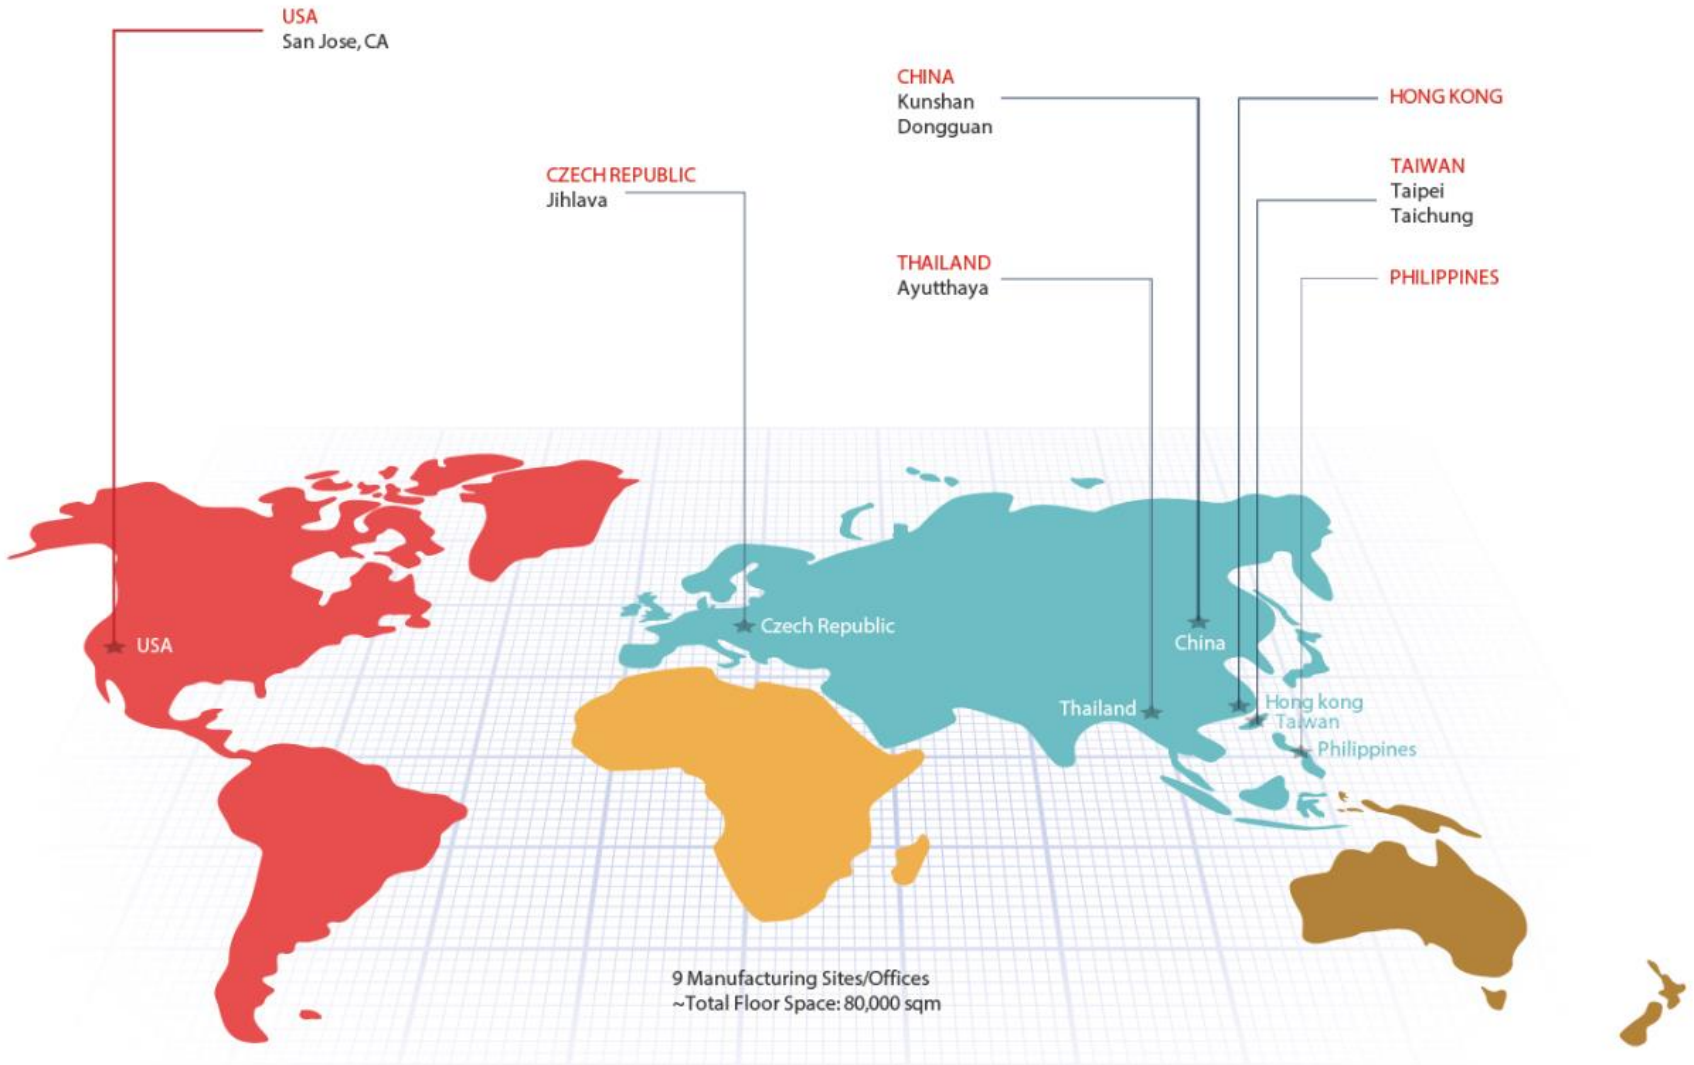 USA
San Jose, CA
CHINA
Kunshan
Dongguan
HONG KONG
TAIWAN
Taipei
Taichung
CZECH REPUBLIC
Jihlava
THAILAND
Ayutthaya
PHILIPPINES
USA
Czech Republic
China
Thailand
Hong kong
Taiwan
Philippines
9 Manufacturing Sites/Offices
~Total Floor Space: 80,000 sqm